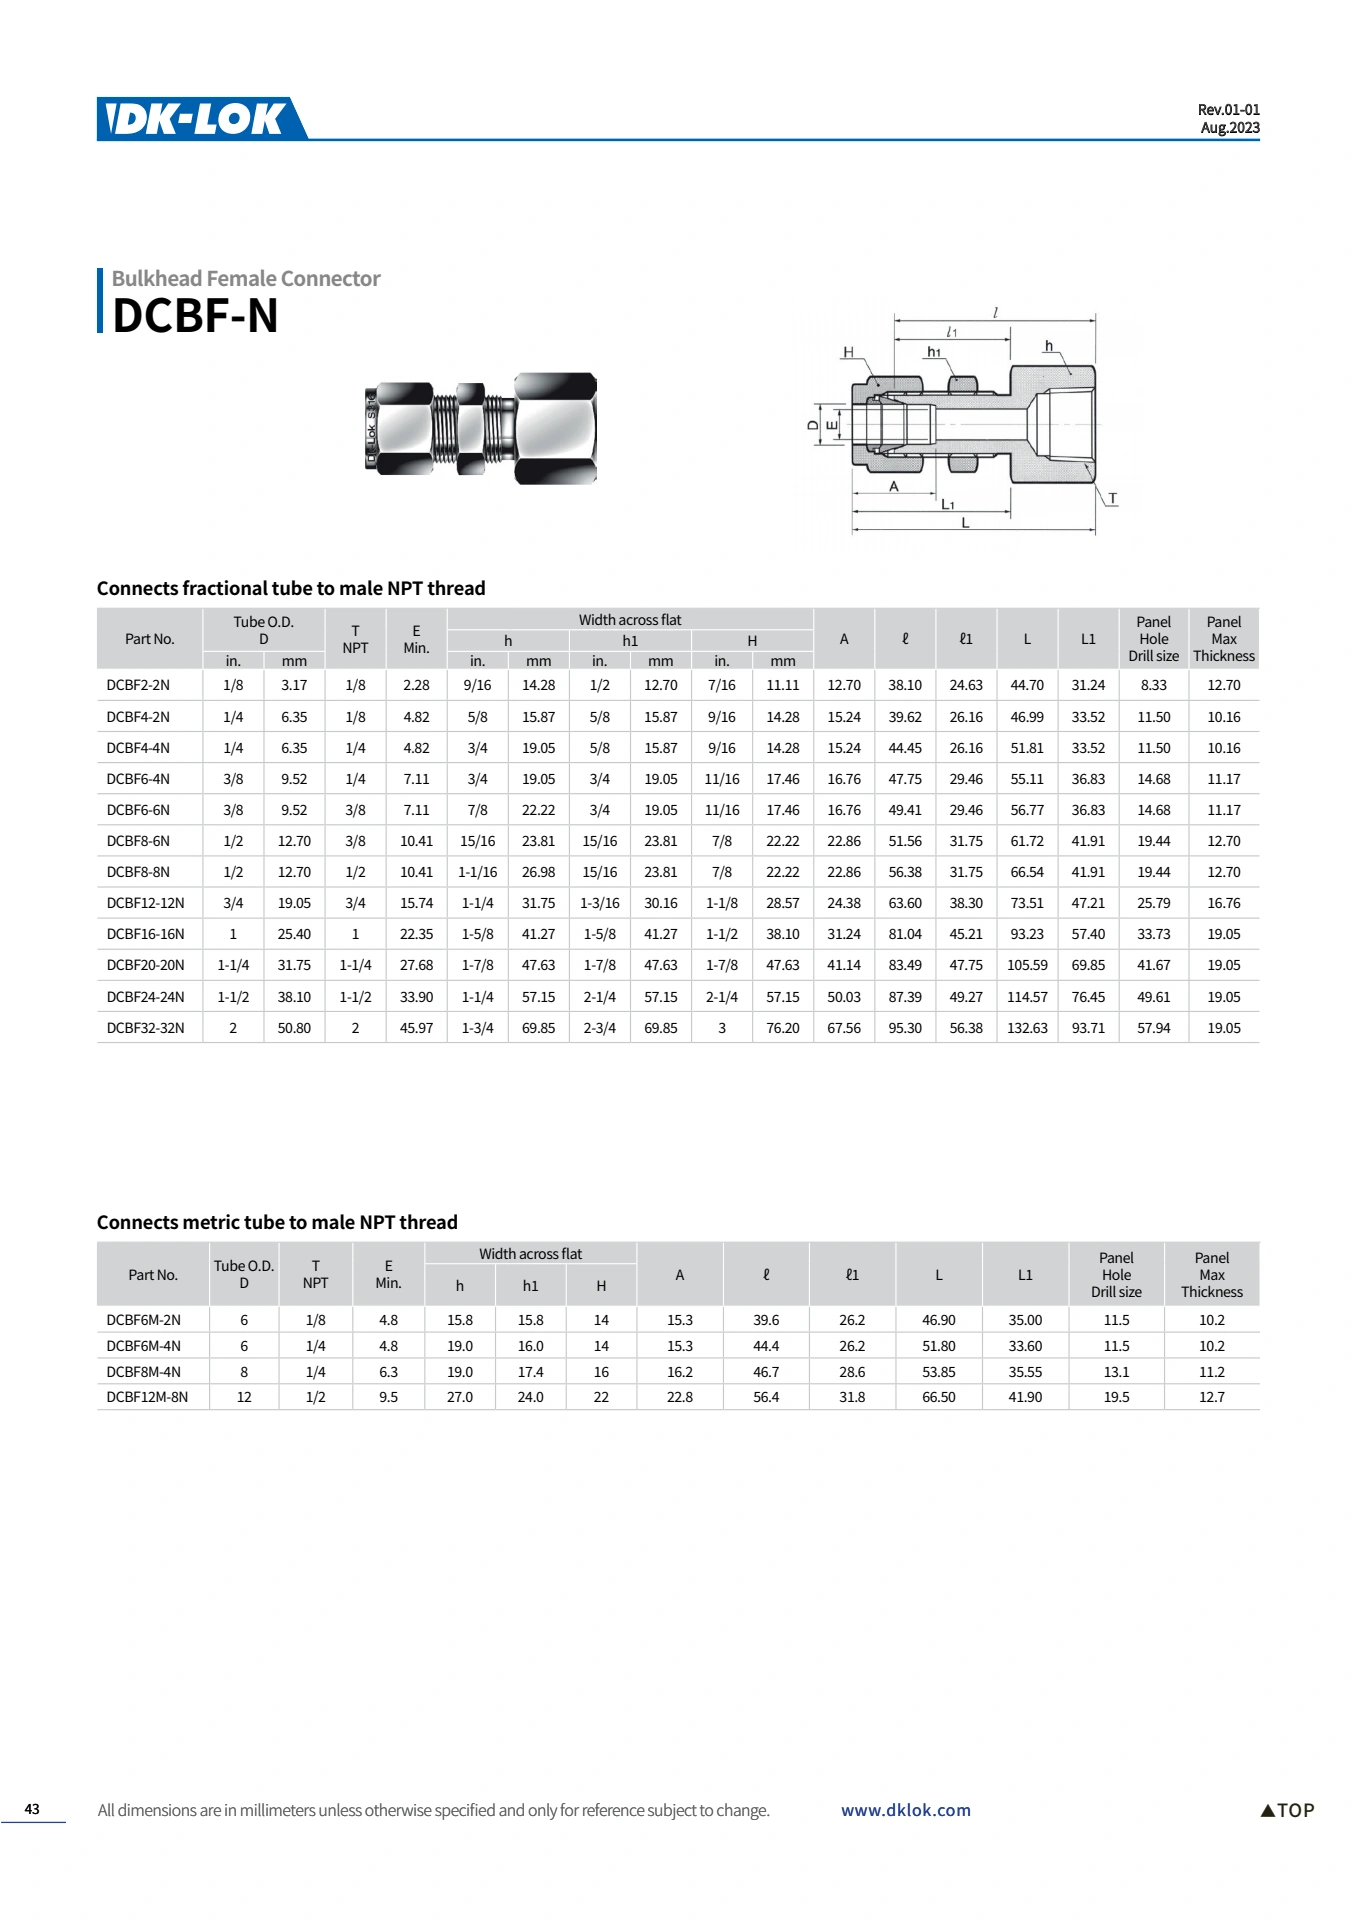 DK-LOK
Rev.01-01
Aug.2023
Bulkhead Female Connector
DCBF-N
DK-Lok SS316
l
l1
H
h1
h
D
E
A
L1
L
T
Connects fractional tube to male NPT thread
Part No. Tube O.D. D in. mm T NPT E Min. Width across flat h in. mm h1 in. mm H in. mm A ℓ ℓ1 L L1 Panel Hole Drill size Panel Max Thickness
DCBF2-2N 1/8 3.17 1/8 2.28 9/16 14.28 1/2 12.70 7/16 11.11 12.70 38.10 24.63 44.70 31.24 8.33 12.70
DCBF4-2N 1/4 6.35 1/8 4.82 5/8 15.87 5/8 15.87 9/16 14.28 15.24 39.62 26.16 46.99 33.52 11.50 10.16
DCBF4-4N 1/4 6.35 1/4 4.82 3/4 19.05 5/8 15.87 9/16 14.28 15.24 44.45 26.16 51.81 33.52 11.50 10.16
DCBF6-4N 3/8 9.52 1/4 7.11 3/4 19.05 3/4 19.05 11/16 17.46 16.76 47.75 29.46 55.11 36.83 14.68 11.17
DCBF6-6N 3/8 9.52 3/8 7.11 7/8 22.22 3/4 19.05 11/16 17.46 16.76 49.41 29.46 56.77 36.83 14.68 11.17
DCBF8-6N 1/2 12.70 3/8 10.41 15/16 23.81 15/16 23.81 7/8 22.22 22.86 51.56 31.75 61.72 41.91 19.44 12.70
DCBF8-8N 1/2 12.70 1/2 10.41 1-1/16 26.98 15/16 23.81 7/8 22.22 22.86 56.38 31.75 66.54 41.91 19.44 12.70
DCBF12-12N 3/4 19.05 3/4 15.74 1-1/4 31.75 1-3/16 30.16 1-1/8 28.57 24.38 63.60 38.30 73.51 47.21 25.79 16.76
DCBF16-16N 1 25.40 1 22.35 1-5/8 41.27 1-5/8 41.27 1-1/2 38.10 31.24 81.04 45.21 93.23 57.40 33.73 19.05
DCBF20-20N 1-1/4 31.75 1-1/4 27.68 1-7/8 47.63 1-7/8 47.63 1-7/8 47.63 41.14 83.49 47.75 105.59 69.85 41.67 19.05
DCBF24-24N 1-1/2 38.10 1-1/2 33.90 1-1/4 57.15 2-1/4 57.15 2-1/4 57.15 50.03 87.39 49.27 114.57 76.45 49.61 19.05
DCBF32-32N 2 50.80 2 45.97 1-3/4 69.85 2-3/4 69.85 3 76.20 67.56 95.30 56.38 132.63 93.71 57.94 19.05
Connects metric tube to male NPT thread
Part No. Tube O.D. D T NPT E Min. Width across flat h h1 H A ℓ ℓ1 L L1 Panel Hole Drill size Panel Max Thickness
DCBF6M-2N 6 1/8 4.8 15.8 15.8 14 15.3 39.6 26.2 46.90 35.00 11.5 10.2
DCBF6M-4N 6 1/4 4.8 19.0 16.0 14 15.3 44.4 26.2 51.80 33.60 11.5 10.2
DCBF8M-4N 8 1/4 6.3 19.0 17.4 16 16.2 46.7 28.6 53.85 35.55 13.1 11.2
DCBF12M-8N 12 1/2 9.5 27.0 24.0 22 22.8 56.4 31.8 66.50 41.90 19.5 12.7
43 All dimensions are in millimeters unless otherwise specified and only for reference subject to change. www.dklok.com ▲TOP